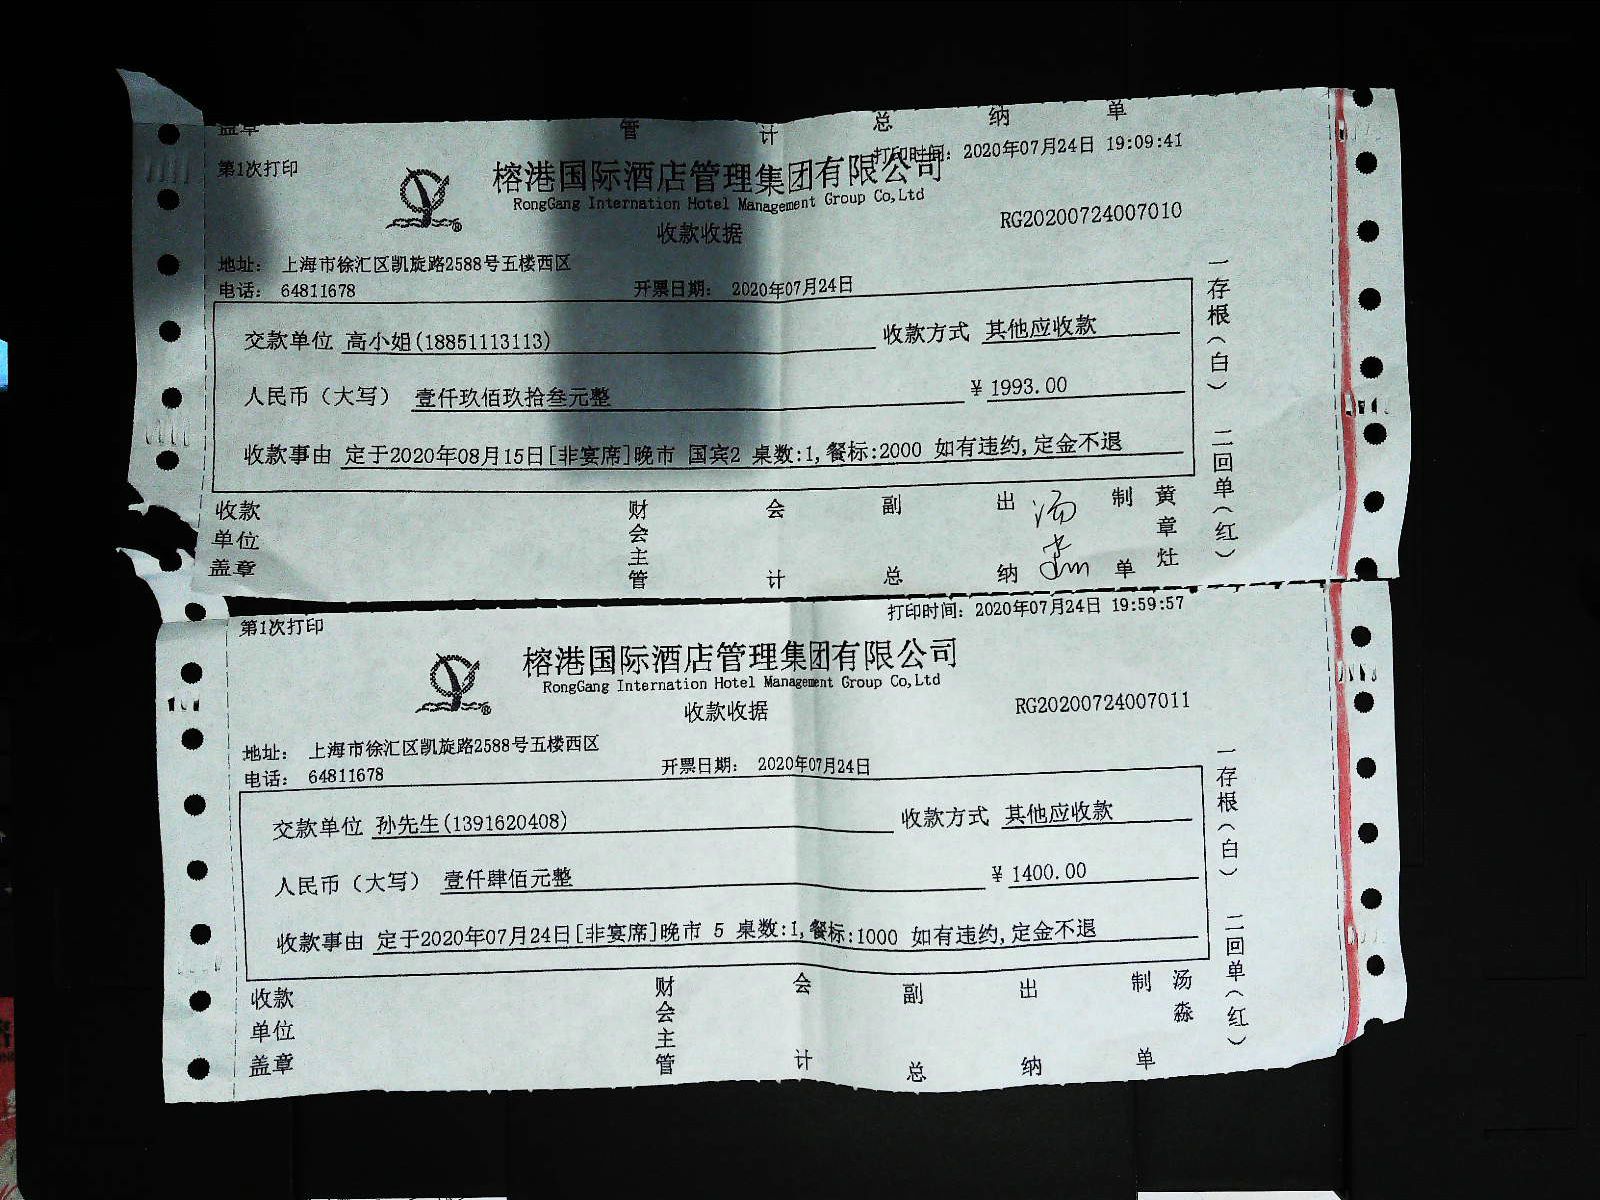 盖章 管 计 总 纳 单
第1次打印 打印时间：2020年07月24日 19:09:41
榕港国际酒店管理集团有限公司
RongGang Internation Hotel Management Group Co,Ltd
收款收据 RG20200724007010
地址： 上海市徐汇区凯旋路2588号五楼西区
电话： 64811678 开票日期： 2020年07月24日
交款单位 高小姐(18851113113) 收款方式 其他应收款
人民币（大写） 壹仟玖佰玖拾叁元整 ¥ 1993.00
收款事由 定于2020年08月15日[非宴席]晚市 国宾2 桌数:1,餐标:2000 如有违约,定金不退
一存根（白） 二回单（红）
收款单位盖章 财会主管 会计 副总 出纳 汤 制单 黄章灶
第1次打印 打印时间：2020年07月24日 19:59:57
榕港国际酒店管理集团有限公司
RongGang Internation Hotel Management Group Co,Ltd
收款收据 RG20200724007011
地址： 上海市徐汇区凯旋路2588号五楼西区
电话： 64811678 开票日期： 2020年07月24日
交款单位 孙先生(1391620408) 收款方式 其他应收款
人民币（大写） 壹仟肆佰元整 ¥ 1400.00
收款事由 定于2020年07月24日[非宴席]晚市 5 桌数:1,餐标:1000 如有违约,定金不退
一存根（白） 二回单（红）
收款单位盖章 财会主管 会计 副总 出纳 制单 汤淼